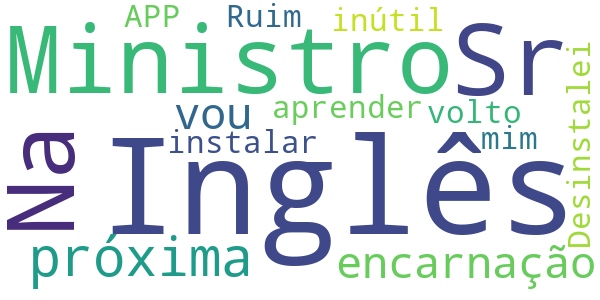 APP Ruim inútil
Ministro Sr
vou aprender volto
Na Inglês instalar mim
Desinstalei
próxima encarnação